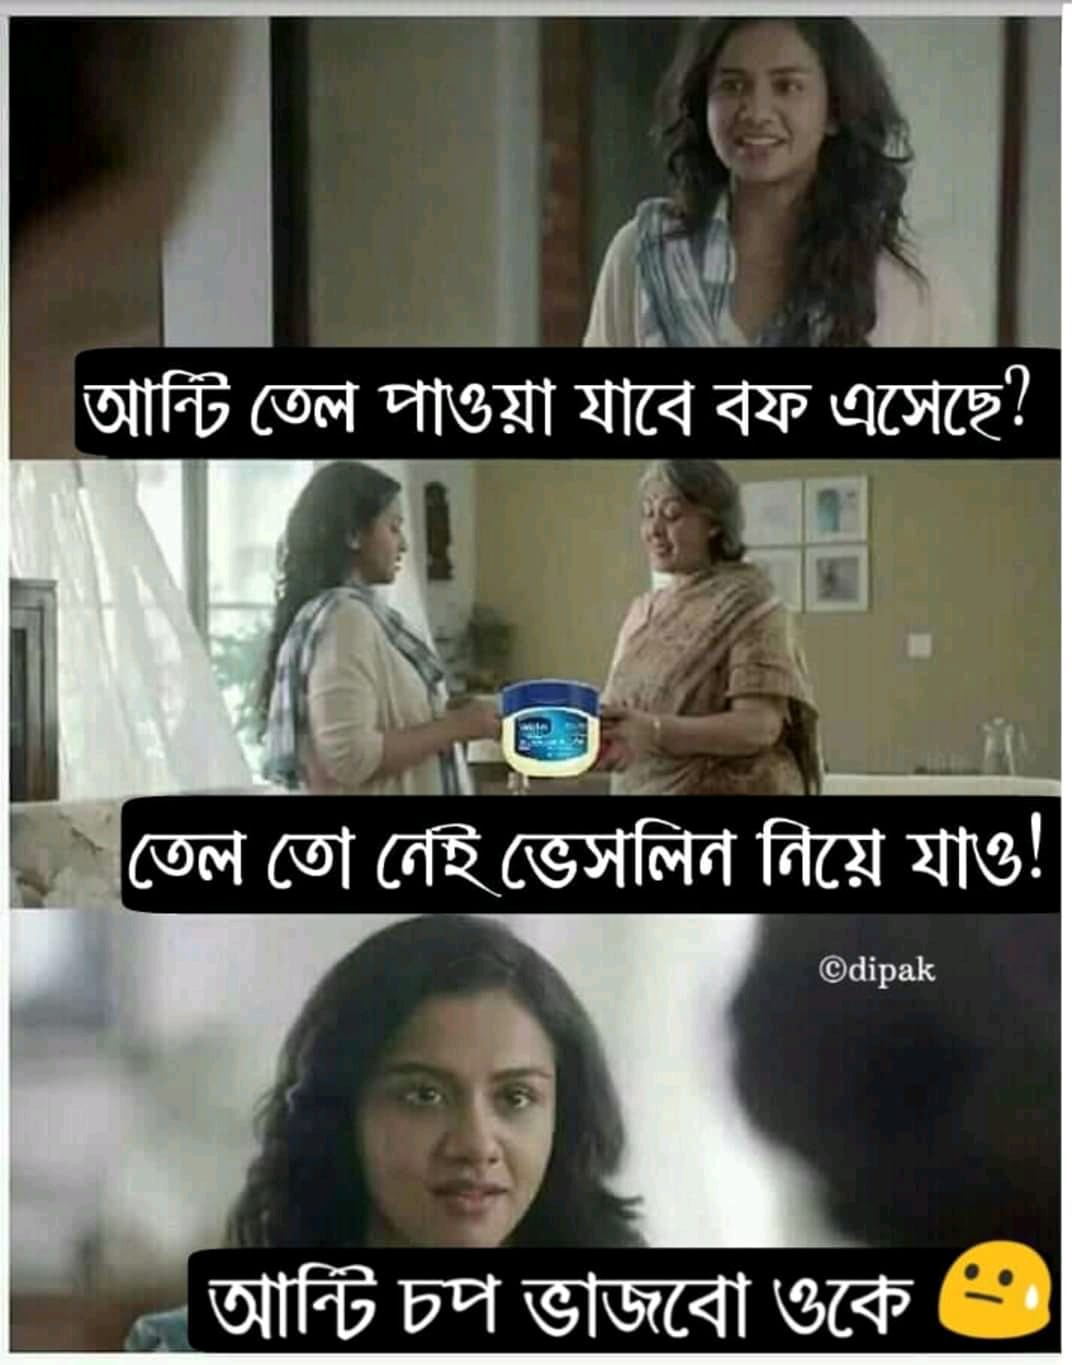 আন্টি তেল পাওয়া যাবে বফ এসেছে?
তেল তো নেই ভেসলিন নিয়ে যাও!
©dipak
আন্টি চপ ভাজবো ওকে